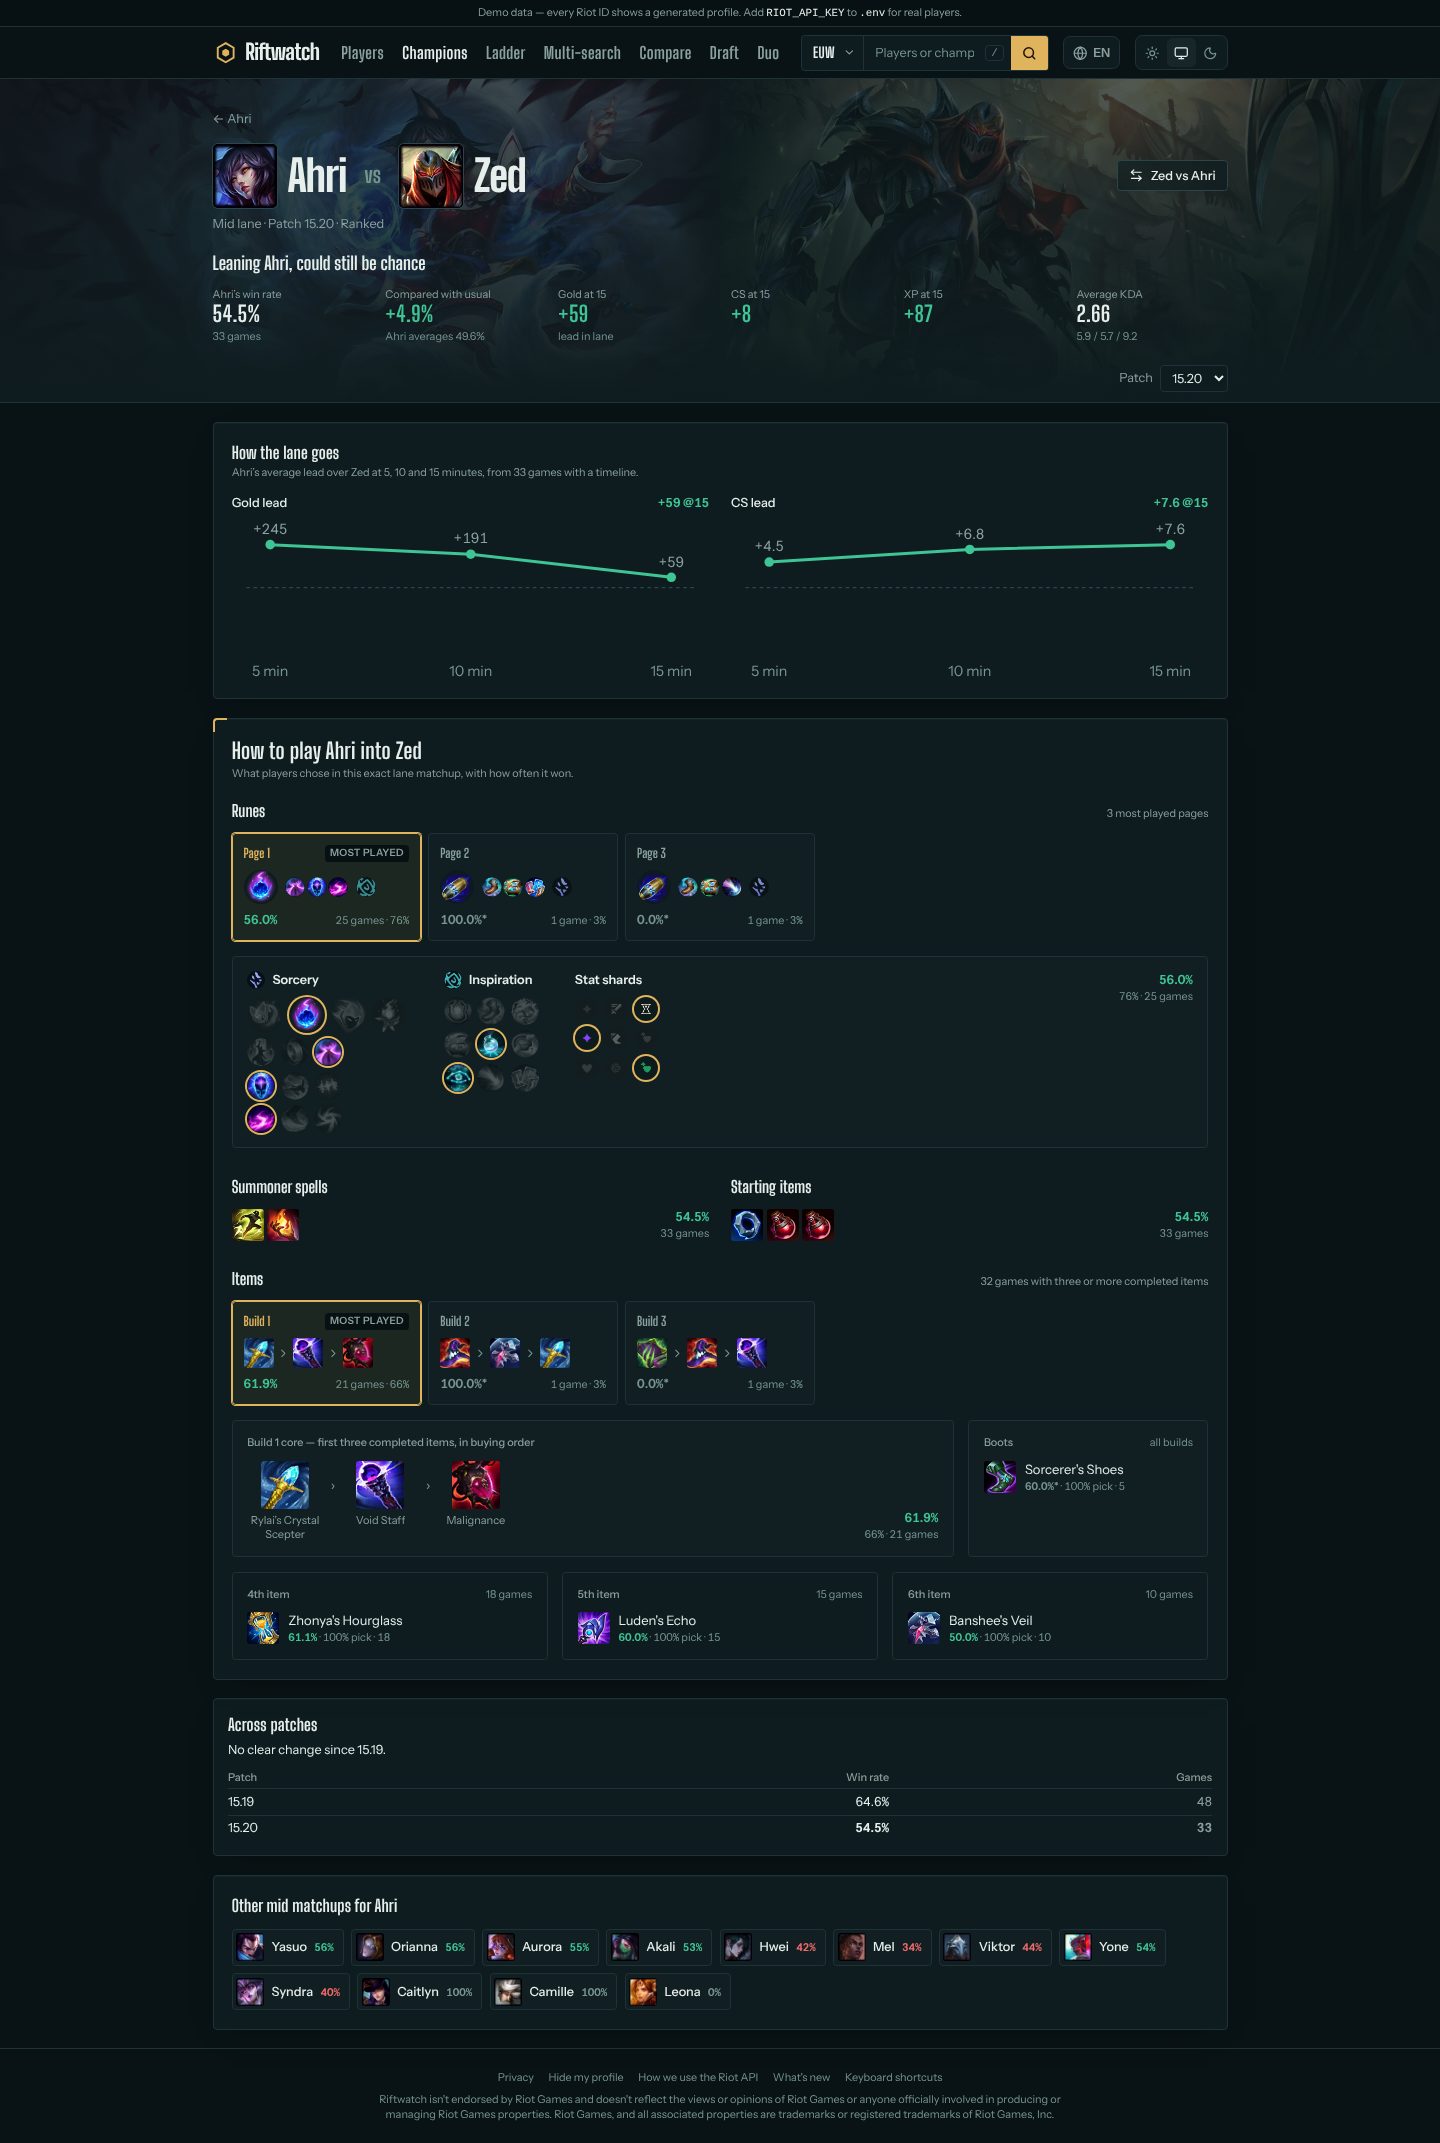 Demo data — every Riot ID shows a generated profile. Add RIOT_API_KEY to .env for real players.
Riftwatch Players Champions Ladder Multi-search Compare Draft Duo EUW Players or champ / EN
← Ahri
Ahri vs Zed
Zed vs Ahri
Mid lane · Patch 15.20 · Ranked
Leaning Ahri, could still be chance
Ahri's win rate Compared with usual Gold at 15 CS at 15 XP at 15 Average KDA
54.5% +4.9% +59 +8 +87 2.66
33 games Ahri averages 49.6% lead in lane 5.9 / 5.7 / 9.2
Patch 15.20
How the lane goes
Ahri's average lead over Zed at 5, 10 and 15 minutes, from 33 games with a timeline.
Gold lead +59 @15 CS lead +7.6 @15
+245 +191 +59 +4.5 +6.8 +7.6
5 min 10 min 15 min 5 min 10 min 15 min
How to play Ahri into Zed
What players chose in this exact lane matchup, with how often it won.
Runes 3 most played pages
Page 1 MOST PLAYED Page 2 Page 3
56.0% 25 games · 76% 100.0%* 1 game · 3% 0.0%* 1 game · 3%
Sorcery Inspiration Stat shards 56.0%
76% · 25 games
Summoner spells Starting items
54.5% 54.5%
33 games 33 games
Items 32 games with three or more completed items
Build 1 MOST PLAYED Build 2 Build 3
61.9% 21 games · 66% 100.0%* 1 game · 3% 0.0%* 1 game · 3%
Build 1 core — first three completed items, in buying order Boots all builds
Sorcerer's Shoes
60.0%* · 100% pick · 5
Rylai's Crystal Scepter Void Staff Malignance
61.9%
66% · 21 games
4th item 18 games 5th item 15 games 6th item 10 games
Zhonya's Hourglass Luden's Echo Banshee's Veil
61.1% · 100% pick · 18 60.0% · 100% pick · 15 50.0% · 100% pick · 10
Across patches
No clear change since 15.19.
Patch Win rate Games
15.19 64.6% 48
15.20 54.5% 33
Other mid matchups for Ahri
Yasuo 56% Orianna 56% Aurora 55% Akali 53% Hwei 42% Mel 34% Viktor 44% Yone 54%
Syndra 40% Caitlyn 100% Camille 100% Leona 0%
Privacy Hide my profile How we use the Riot API What's new Keyboard shortcuts
Riftwatch isn't endorsed by Riot Games and doesn't reflect the views or opinions of Riot Games or anyone officially involved in producing or
managing Riot Games properties. Riot Games, and all associated properties are trademarks or registered trademarks of Riot Games, Inc.